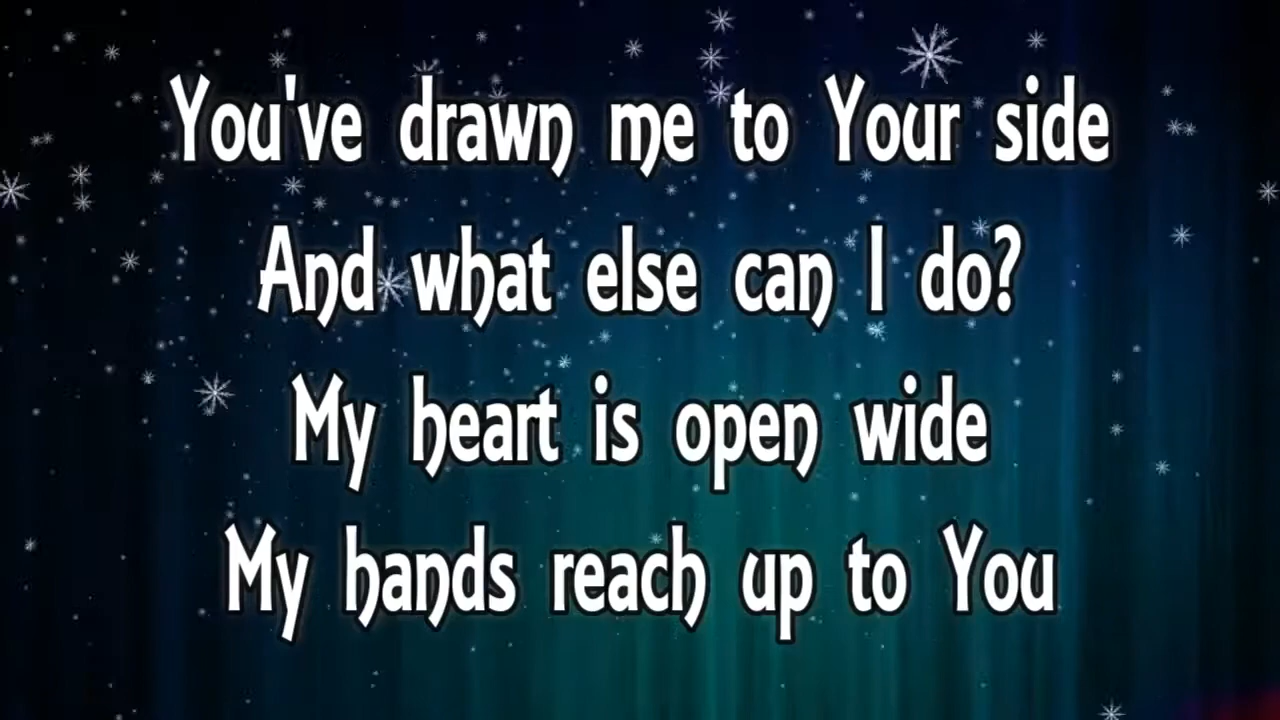 You've drawn me to Your side
And what else can I do?
My heart is open wide
My hands reach up to You